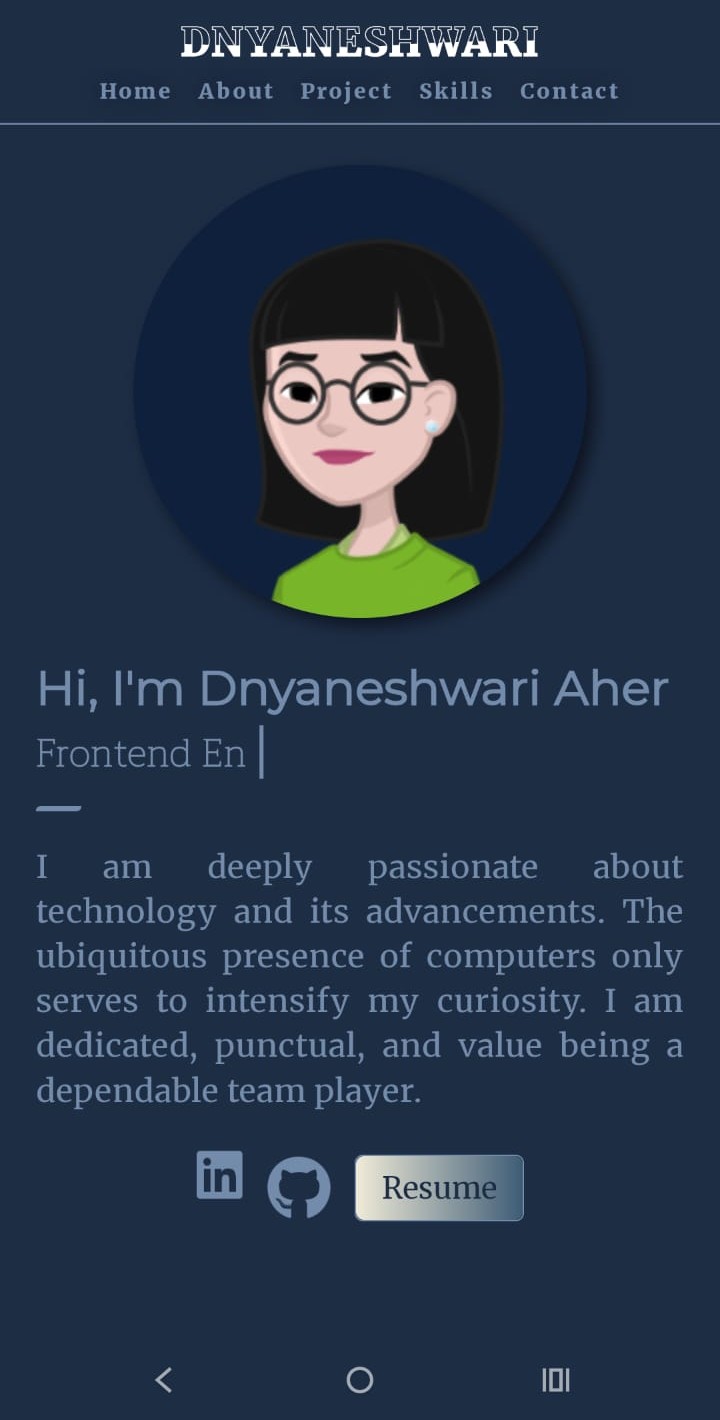 DNYANESHWARI
Home About Project Skills Contact
Hi, I'm Dnyaneshwari Aher
Frontend En
I am deeply passionate about
technology and its advancements. The
ubiquitous presence of computers only
serves to intensify my curiosity. I am
dedicated, punctual, and value being a
dependable team player.
in
Resume